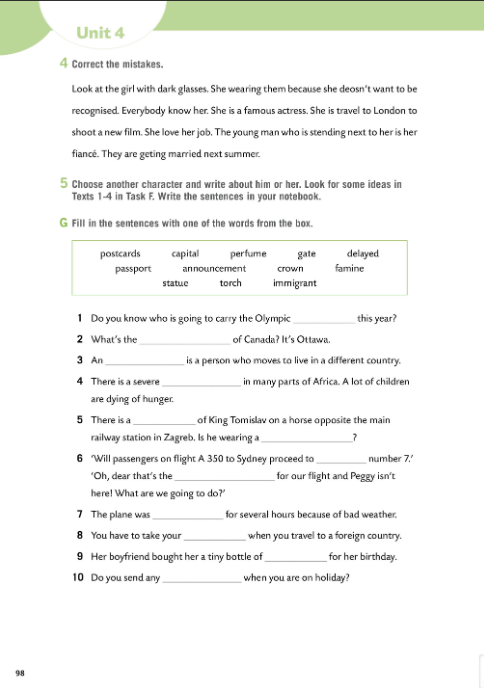 Unit 4
4 Correct the mistakes.
Look at the girl with dark glasses. She wearing them because she deosn't want to be
recognised. Everybody know her. She is a famous actress. She is travel to London to
shoot a new film. She love her job. The young man who is stending next to her is her
fiancé. They are geting married next summer.
5 Choose another character and write about him or her. Look for some ideas in
Texts 1-4 in Task F. Write the sentences in your notebook.
G Fill in the sentences with one of the words from the box.
postcards capital perfume gate delayed
passport announcement crown famine
statue torch immigrant
1 Do you know who is going to carry the Olympic ____________ this year?
2 What's the __________________ of Canada? It's Ottawa.
3 An ________________ is a person who moves to live in a different country.
4 There is a severe ________________ in many parts of Africa. A lot of children
are dying of hunger.
5 There is a ____________ of King Tomislav on a horse opposite the main
railway station in Zagreb. Is he wearing a __________________?
6 'Will passengers on flight A 350 to Sydney proceed to __________ number 7.'
'Oh, dear that's the ____________________ for our flight and Peggy isn't
here! What are we going to do?'
7 The plane was ______________ for several hours because of bad weather.
8 You have to take your ____________ when you travel to a foreign country.
9 Her boyfriend bought her a tiny bottle of ____________ for her birthday.
10 Do you send any ________________ when you are on holiday?
98